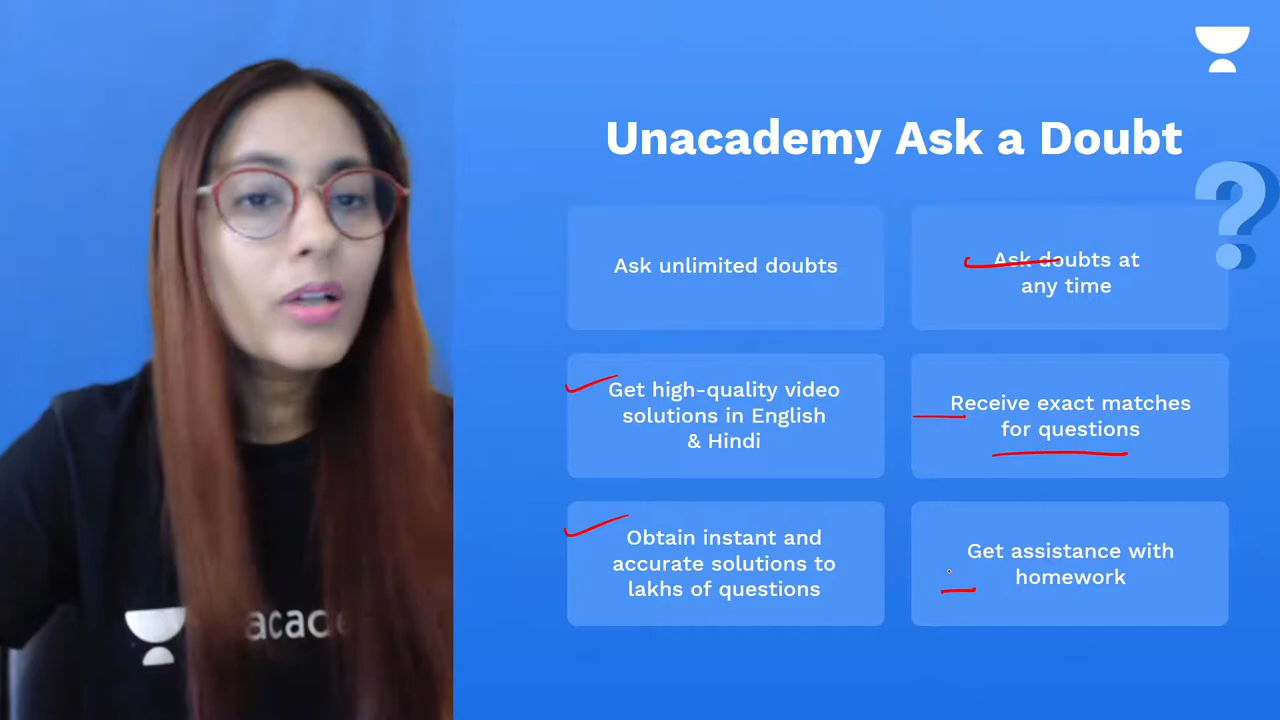 Unacademy Ask a Doubt
Ask unlimited doubts
Ask doubts at
any time
Get high-quality video
solutions in English
& Hindi
Receive exact matches
for questions
Obtain instant and
accurate solutions to
lakhs of questions
Get assistance with
homework
?